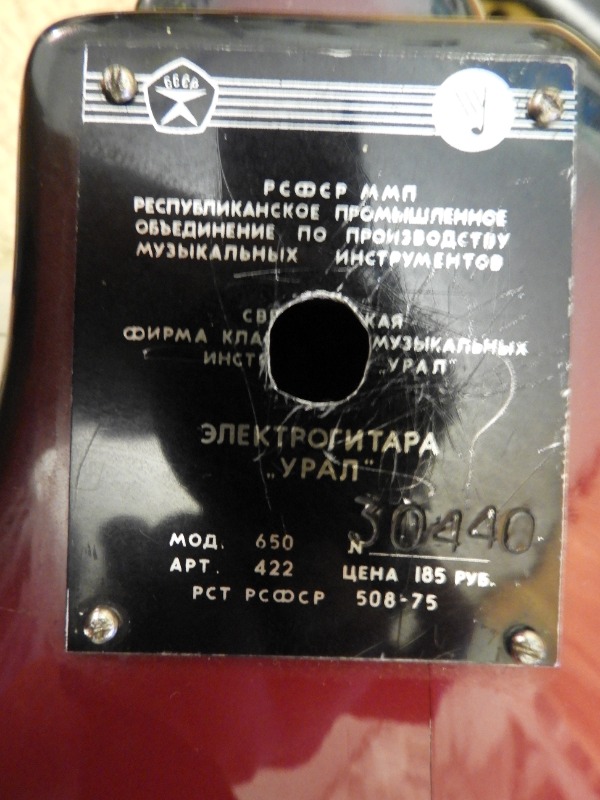 СССР
РСФСР ММП
РЕСПУБЛИКАНСКОЕ ПРОМЫШЛЕННОЕ
ОБЪЕДИНЕНИЕ ПО ПРОИЗВОДСТВУ
МУЗЫКАЛЬНЫХ ИНСТРУМЕНТОВ
ФИРМА МУЗЫКАЛЬНЫХ
„УРАЛ"
ЭЛЕКТРОГИТАРА
„УРАЛ"
МОД. 650 N 30440
АРТ. 422 ЦЕНА 185 РУБ.
РСТ РСФСР 508-75